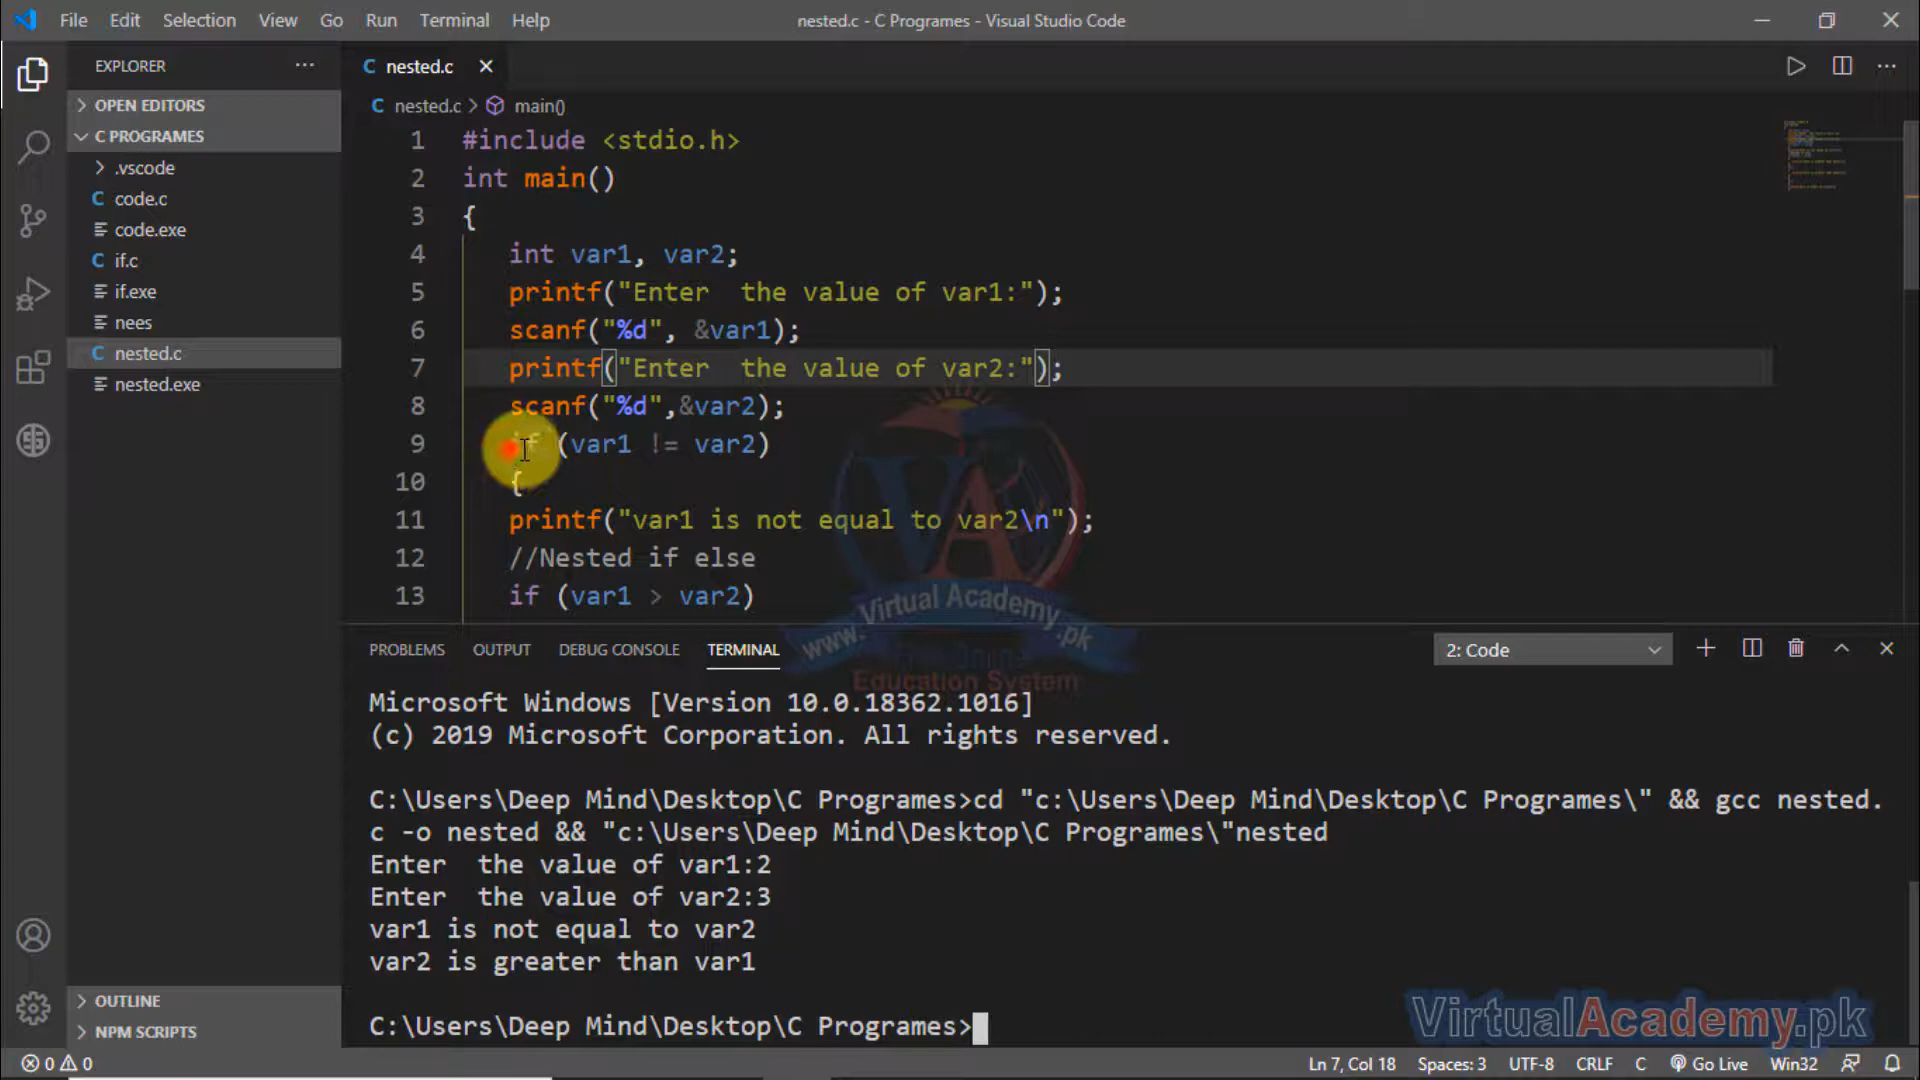 File Edit Selection View Go Run Terminal Help
nested.c - C Programes - Visual Studio Code
EXPLORER
OPEN EDITORS
C PROGRAMES
.vscode
C code.c
code.exe
C if.c
if.exe
nees
C nested.c
nested.exe
OUTLINE
NPM SCRIPTS
C nested.c
C nested.c > main()
1 #include <stdio.h>
2 int main()
3 {
4 int var1, var2;
5 printf("Enter  the value of var1:");
6 scanf("%d", &var1);
7 printf("Enter  the value of var2:");
8 scanf("%d",&var2);
9 if (var1 != var2)
10 {
11 printf("var1 is not equal to var2\n");
12 //Nested if else
13 if (var1 > var2)
VA
www.VirtualAcademy.pk
Free Online
Education System
PROBLEMS OUTPUT DEBUG CONSOLE TERMINAL
2: Code
Microsoft Windows [Version 10.0.18362.1016]
(c) 2019 Microsoft Corporation. All rights reserved.
C:\Users\Deep Mind\Desktop\C Programes>cd "c:\Users\Deep Mind\Desktop\C Programes\" && gcc nested.
c -o nested && "c:\Users\Deep Mind\Desktop\C Programes\"nested
Enter  the value of var1:2
Enter  the value of var2:3
var1 is not equal to var2
var2 is greater than var1
C:\Users\Deep Mind\Desktop\C Programes>
VirtualAcademy.pk
0 0
Ln 7, Col 18 Spaces: 3 UTF-8 CRLF C Go Live Win32